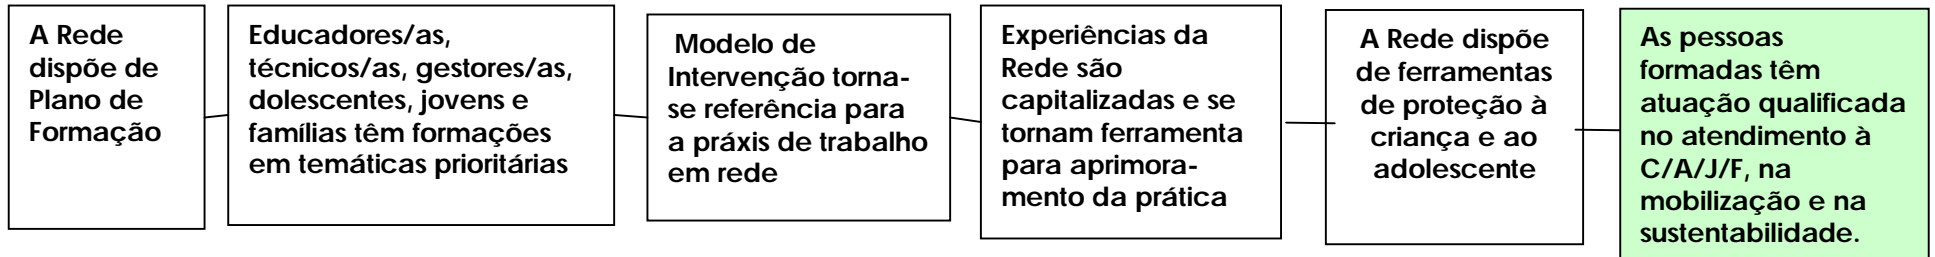 A Rede
dispõe de
Plano de
Formação
Educadores/as,
técnicos/as, gestores/as,
dolescentes, jovens e
famílias têm formações
em temáticas prioritárias
Modelo de
Intervenção torna-
se referência para
a práxis de trabalho
em rede
Experiências da
Rede são
capitalizadas e se
tornam ferramenta
para aprimora-
mento da prática
A Rede dispõe
de ferramentas
de proteção à
criança e ao
adolescente
As pessoas
formadas têm
atuação qualificada
no atendimento à
C/A/J/F, na
mobilização e na
sustentabilidade.